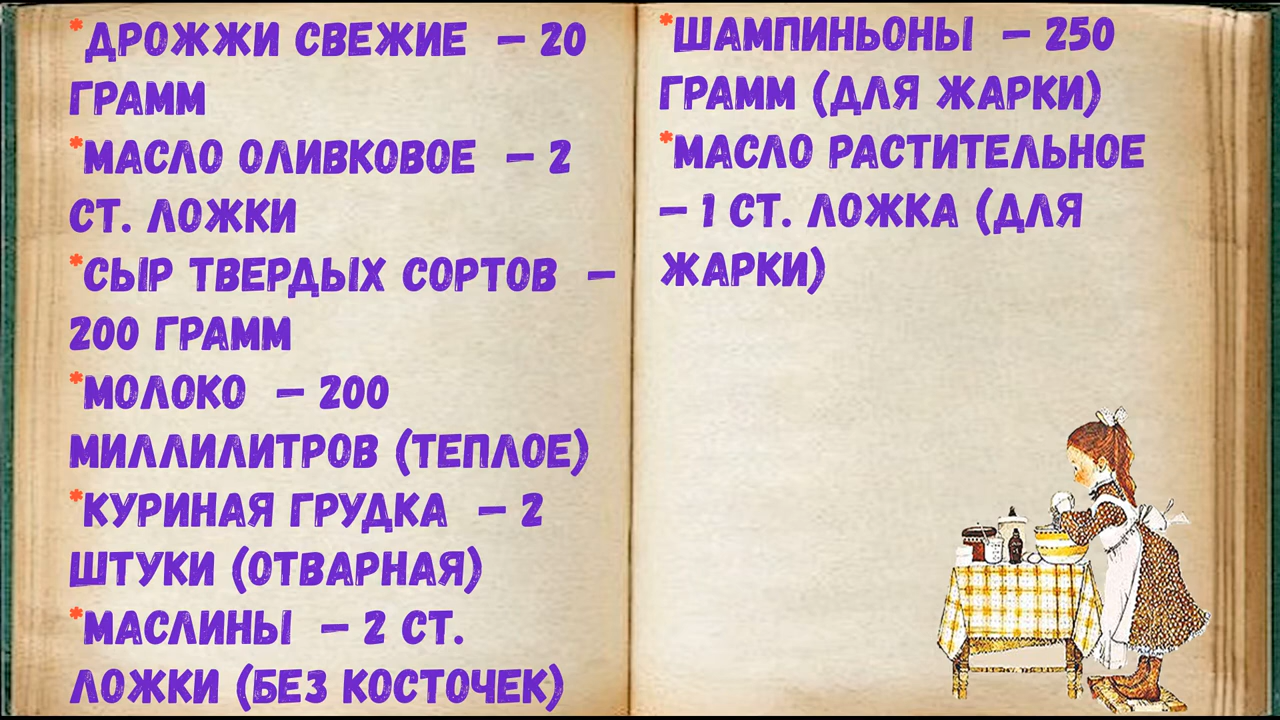 *ДРОЖЖИ СВЕЖИЕ – 20
ГРАММ
*МАСЛО ОЛИВКОВОЕ – 2
СТ. ЛОЖКИ
*СЫР ТВЕРДЫХ СОРТОВ –
200 ГРАММ
*МОЛОКО – 200
МИЛЛИЛИТРОВ (ТЕПЛОЕ)
*КУРИНАЯ ГРУДКА – 2
ШТУКИ (ОТВАРНАЯ)
*МАСЛИНЫ – 2 СТ.
ЛОЖКИ (БЕЗ КОСТОЧЕК)
*ШАМПИНЬОНЫ – 250
ГРАММ (ДЛЯ ЖАРКИ)
*МАСЛО РАСТИТЕЛЬНОЕ
– 1 СТ. ЛОЖКА (ДЛЯ
ЖАРКИ)